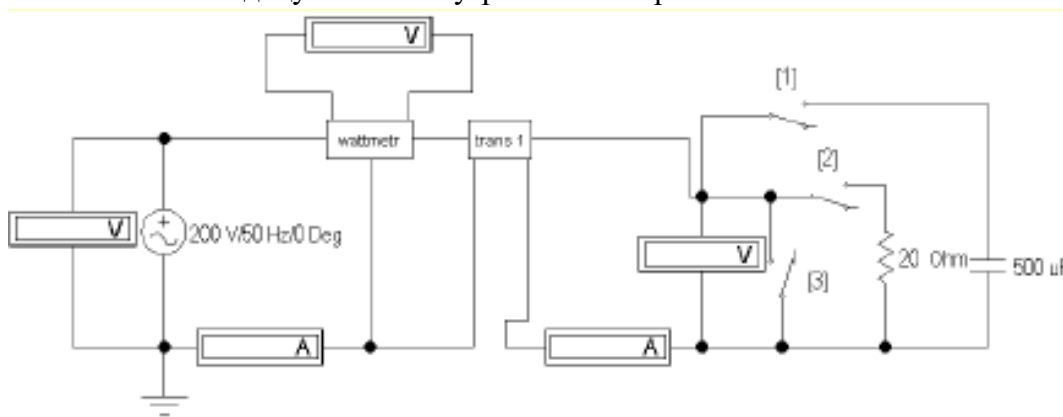 V
[1]
wattmetr
trans 1
[2]
V
200 V/50 Hz/0 Deg
V
[3]
20 Ohm
500 uF
A
A